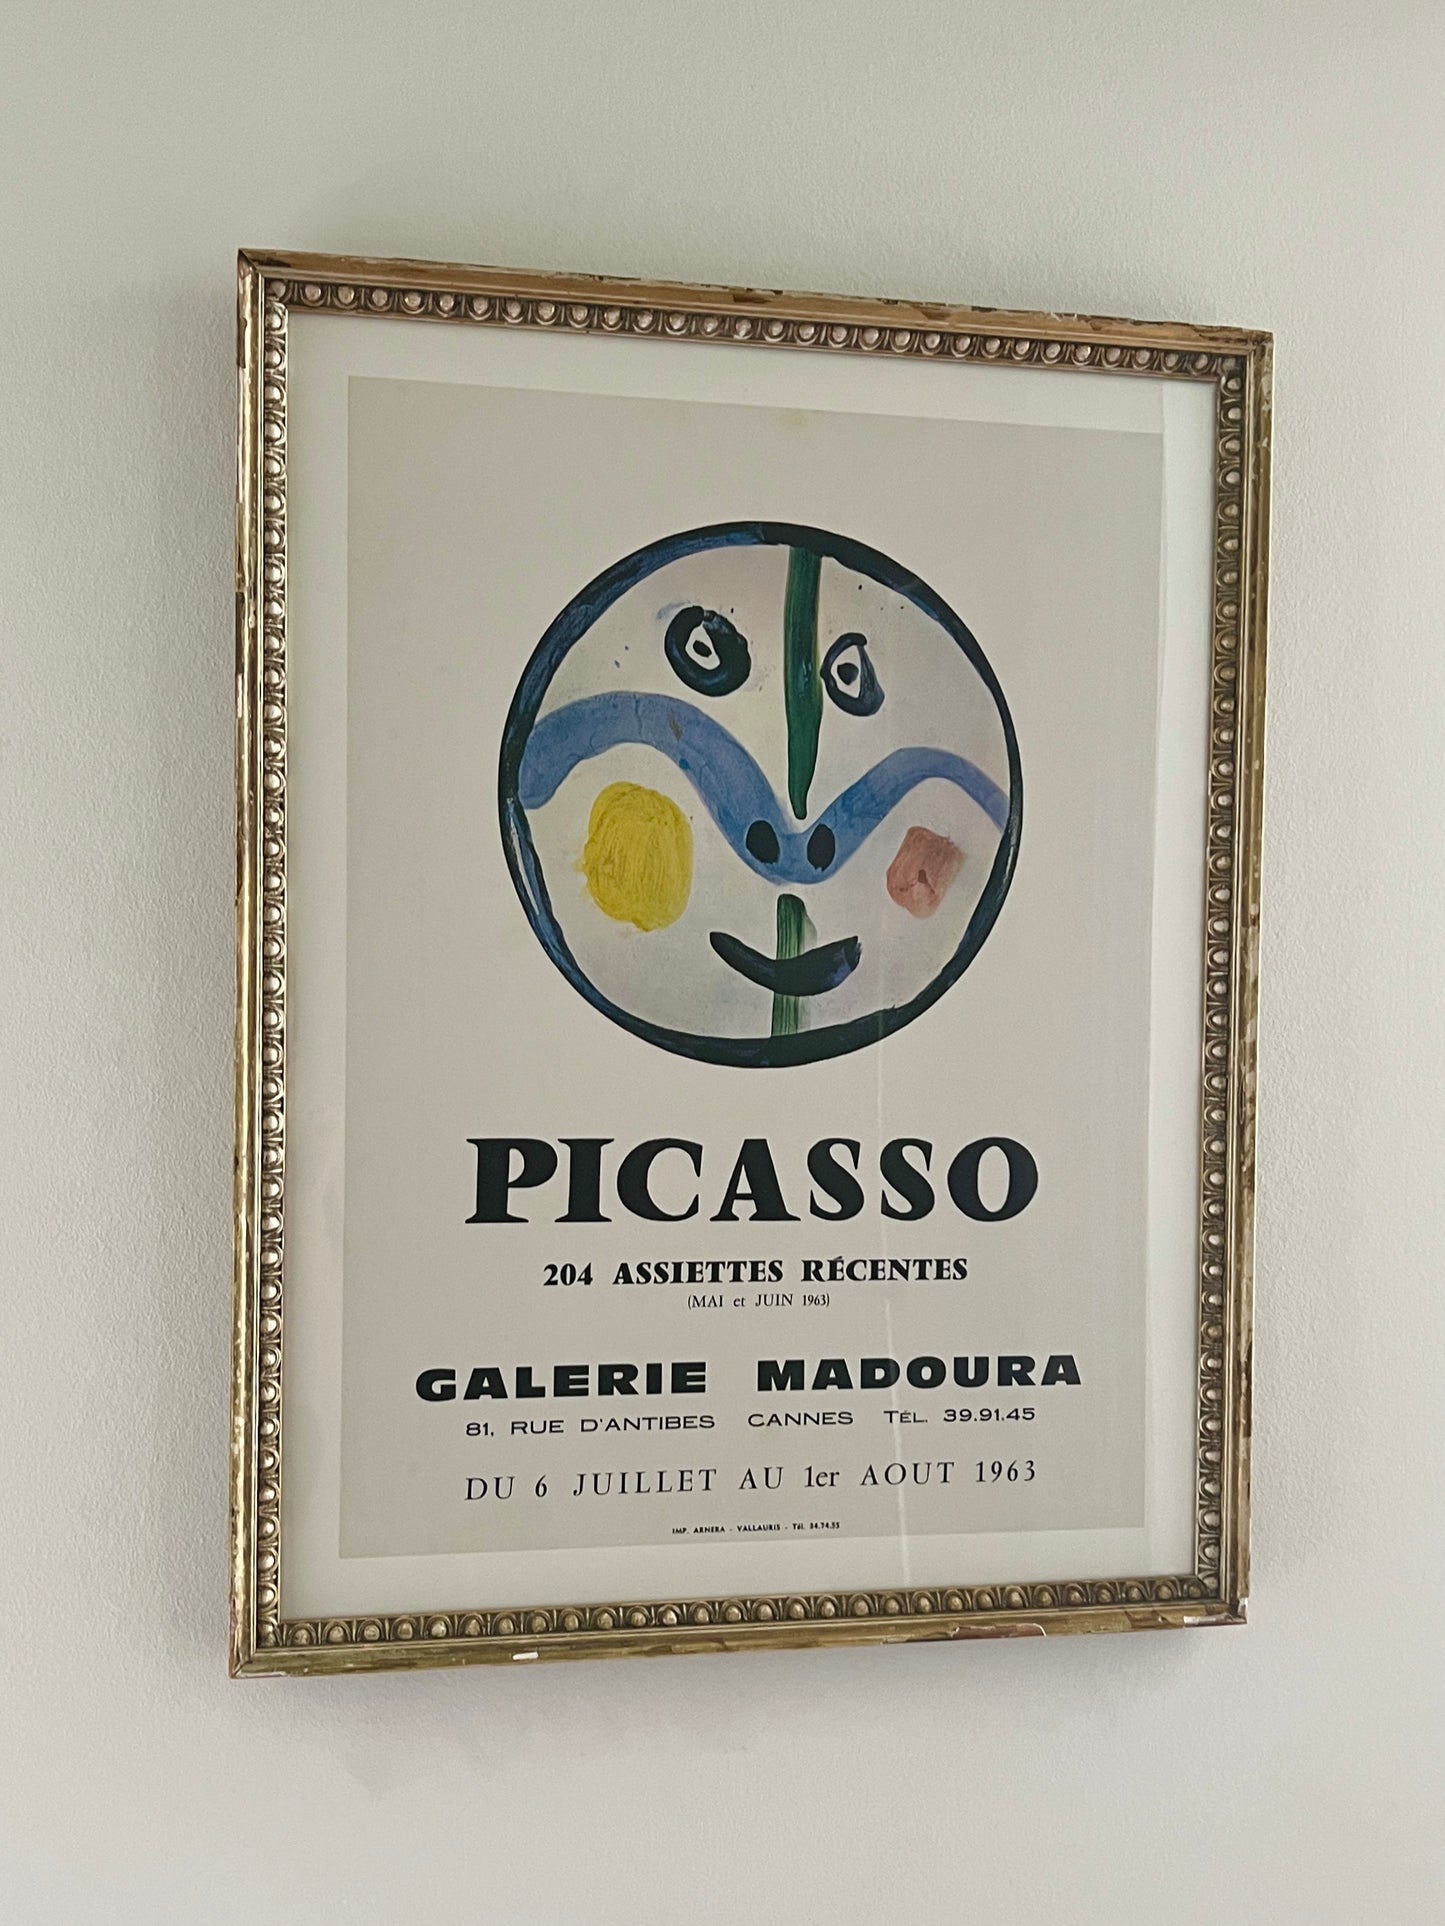 PICASSO
204 ASSIETTES RÉCENTES
(MAI et JUIN 1963)
GALERIE MADOURA
81, RUE D'ANTIBES CANNES TÉL. 39.91.45
DU 6 JUILLET AU 1er AOUT 1963
IMP. ARNERA - VALLAURIS - Tél. 34.74.55